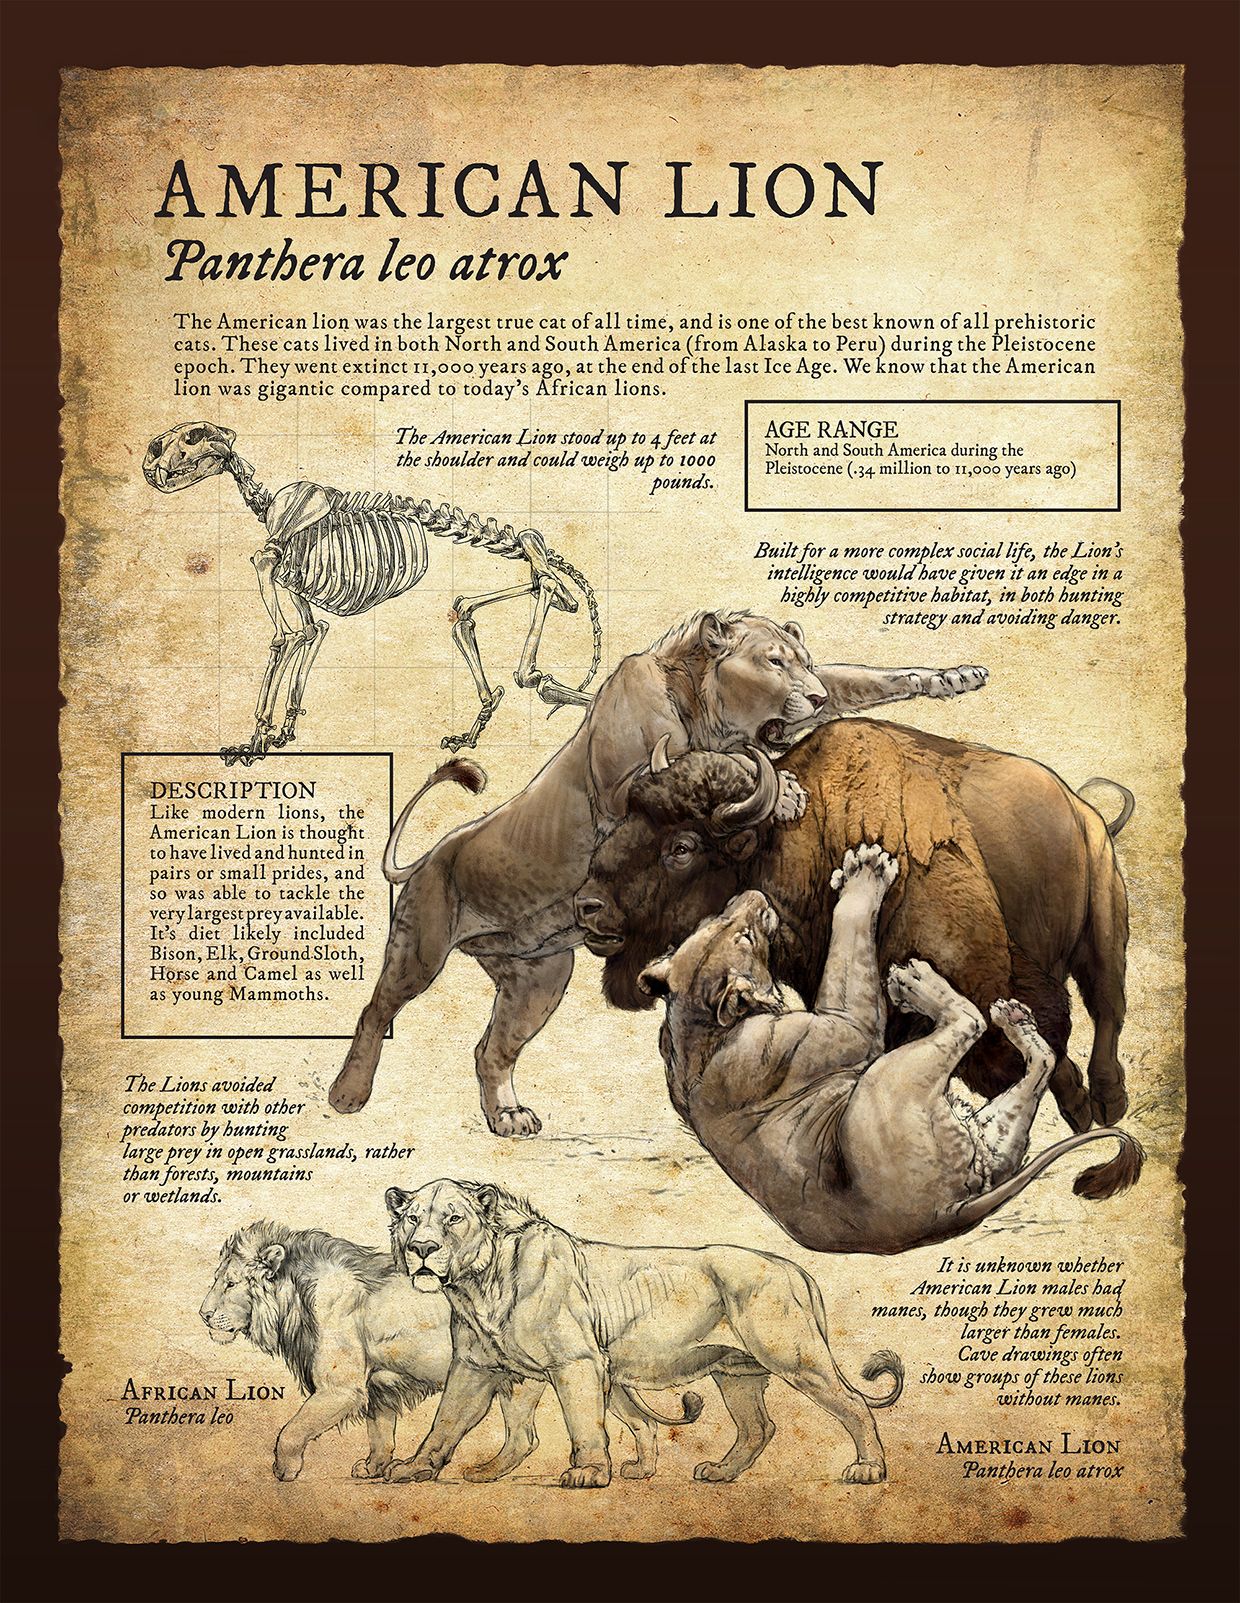 AMERICAN LION
Panthera leo atrox
The American lion was the largest true cat of all time, and is one of the best known of all prehistoric
cats. These cats lived in both North and South America (from Alaska to Peru) during the Pleistocene
epoch. They went extinct 11,000 years ago, at the end of the last Ice Age. We know that the American
lion was gigantic compared to today's African lions.
The American Lion stood up to 4 feet at
the shoulder and could weigh up to 1000
pounds.
AGE RANGE
North and South America during the
Pleistocene (.34 million to 11,000 years ago)
Built for a more complex social life, the Lion's
intelligence would have given it an edge in a
highly competitive habitat, in both hunting
strategy and avoiding danger.
DESCRIPTION
Like modern lions, the
American Lion is thought
to have lived and hunted in
pairs or small prides, and
so was able to tackle the
very largest prey available.
It's diet likely included
Bison, Elk, Ground Sloth,
Horse and Camel as well
as young Mammoths.
The Lions avoided
competition with other
predators by hunting
large prey in open grasslands, rather
than forests, mountains
or wetlands.
It is unknown whether
American Lion males had
manes, though they grew much
larger than females.
Cave drawings often
show groups of these lions
without manes.
AFRICAN LION
Panthera leo
AMERICAN LION
Panthera leo atrox